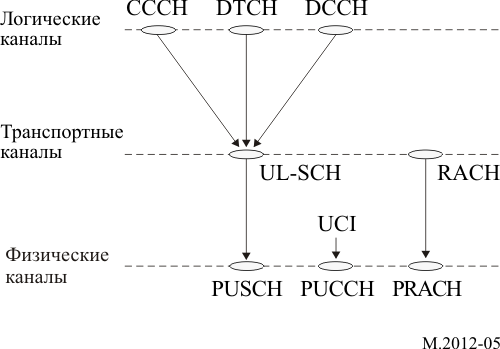 Логические каналы
CCCH DTCH DCCH
Транспортные каналы
UL-SCH RACH
UCI
Физические каналы
PUSCH PUCCH PRACH
M.2012-05